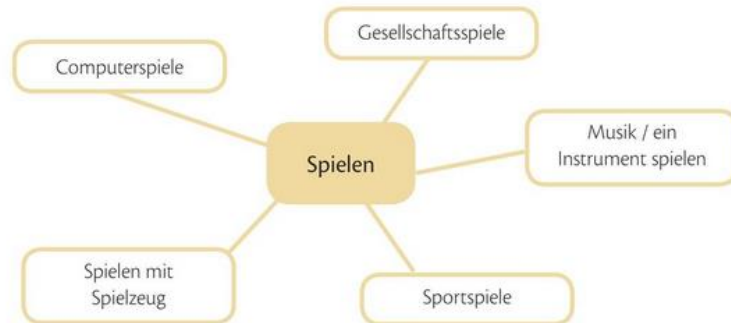 Gesellschaftsspiele
Computerspiele
Musik / ein
Instrument spielen
Spielen
Spielen mit
Spielzeug
Sportspiele